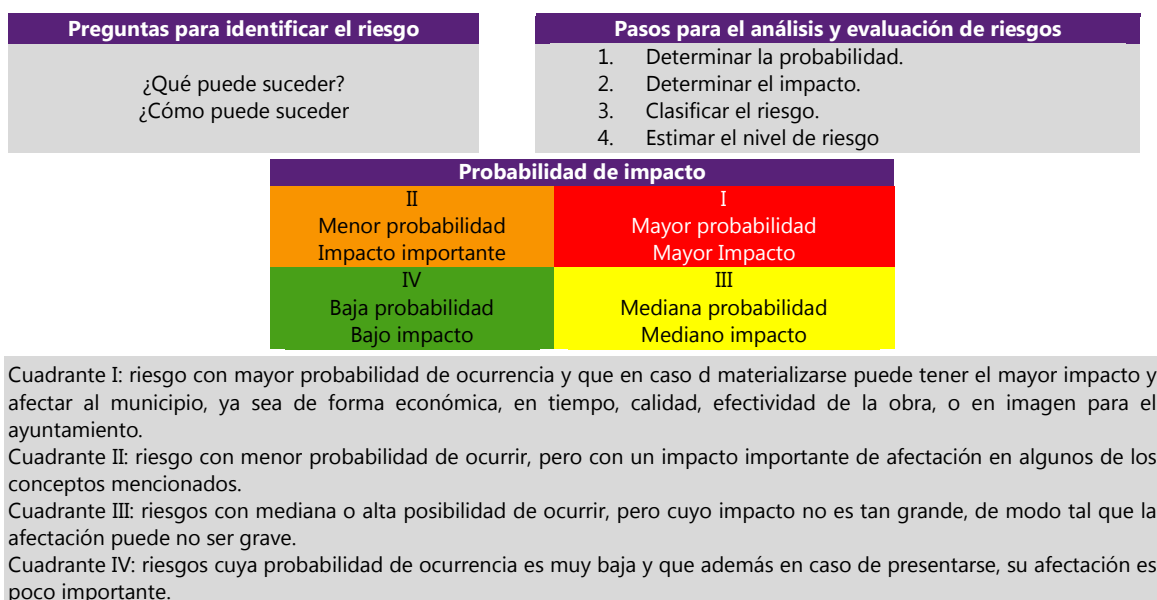 Preguntas para identificar el riesgo
¿Qué puede suceder?
¿Cómo puede suceder
Pasos para el análisis y evaluación de riesgos
1. Determinar la probabilidad.
2. Determinar el impacto.
3. Clasificar el riesgo.
4. Estimar el nivel de riesgo
Probabilidad de impacto
II
Menor probabilidad
Impacto importante
I
Mayor probabilidad
Mayor Impacto
IV
Baja probabilidad
Bajo impacto
III
Mediana probabilidad
Mediano impacto
Cuadrante I: riesgo con mayor probabilidad de ocurrencia y que en caso d materializarse puede tener el mayor impacto y
afectar al municipio, ya sea de forma económica, en tiempo, calidad, efectividad de la obra, o en imagen para el
ayuntamiento.
Cuadrante II: riesgo con menor probabilidad de ocurrir, pero con un impacto importante de afectación en algunos de los
conceptos mencionados.
Cuadrante III: riesgos con mediana o alta posibilidad de ocurrir, pero cuyo impacto no es tan grande, de modo tal que la
afectación puede no ser grave.
Cuadrante IV: riesgos cuya probabilidad de ocurrencia es muy baja y que además en caso de presentarse, su afectación es
poco importante.